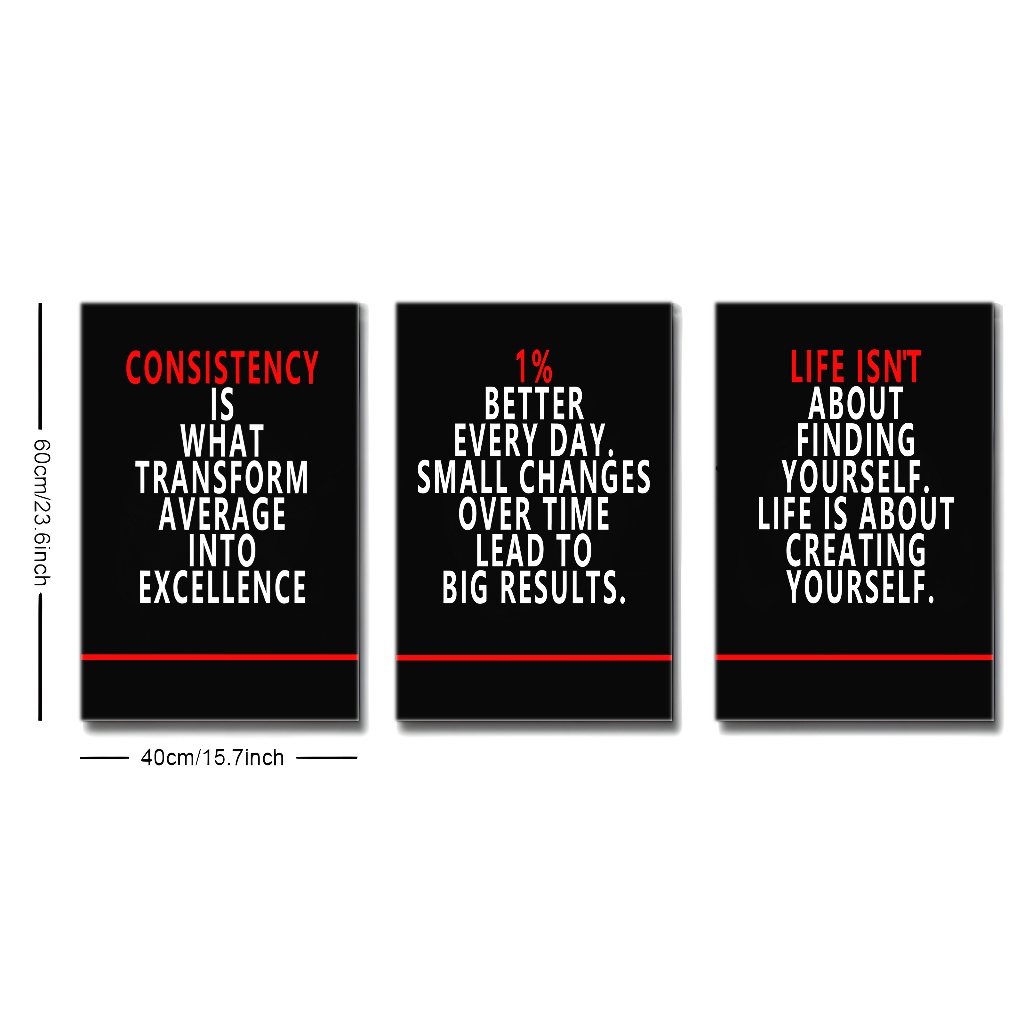 CONSISTENCY
IS
WHAT
TRANSFORM
AVERAGE
INTO
EXCELLENCE
1%
BETTER
EVERY DAY.
SMALL CHANGES
OVER TIME
LEAD TO
BIG RESULTS.
LIFE ISN'T
ABOUT
FINDING
YOURSELF.
LIFE IS ABOUT
CREATING
YOURSELF.
60cm/23.6inch
40cm/15.7inch